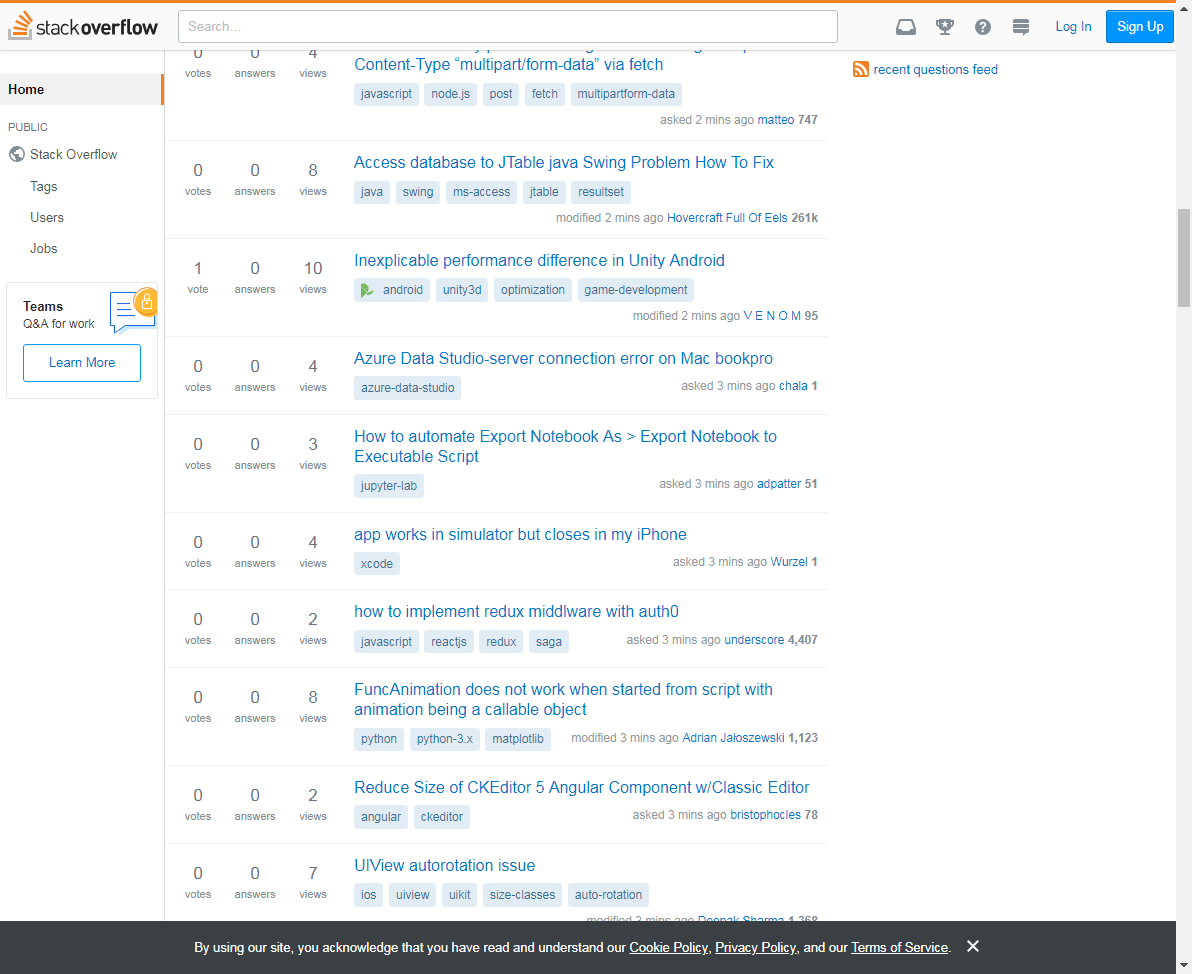 stackoverflow
Search...
Log In
Sign Up
Home
PUBLIC
Stack Overflow
Tags
Users
Jobs
Teams
Q&A for work
Learn More
0 0 4
votes answers views
Content-Type “multipart/form-data” via fetch
javascript node.js post fetch multipartform-data
asked 2 mins ago matteo 747
0 0 8
votes answers views
Access database to JTable java Swing Problem How To Fix
java swing ms-access jtable resultset
modified 2 mins ago Hovercraft Full Of Eels 261k
1 0 10
vote answers views
Inexplicable performance difference in Unity Android
android unity3d optimization game-development
modified 2 mins ago V E N O M 95
0 0 4
votes answers views
Azure Data Studio-server connection error on Mac bookpro
azure-data-studio
asked 3 mins ago chala 1
0 0 3
votes answers views
How to automate Export Notebook As > Export Notebook to
Executable Script
jupyter-lab
asked 3 mins ago adpatter 51
0 0 4
votes answers views
app works in simulator but closes in my iPhone
xcode
asked 3 mins ago Wurzel 1
0 0 2
votes answers views
how to implement redux middlware with auth0
javascript reactjs redux saga
asked 3 mins ago underscore 4,407
0 0 8
votes answers views
FuncAnimation does not work when started from script with
animation being a callable object
python python-3.x matplotlib
modified 3 mins ago Adrian Jałoszewski 1,123
0 0 2
votes answers views
Reduce Size of CKEditor 5 Angular Component w/Classic Editor
angular ckeditor
asked 3 mins ago bristophocles 78
0 0 7
votes answers views
UIView autorotation issue
ios uiview uikit size-classes auto-rotation
modified 3 mins ago Deepak Sharma 1,368
recent questions feed
By using our site, you acknowledge that you have read and understand our Cookie Policy, Privacy Policy, and our Terms of Service.